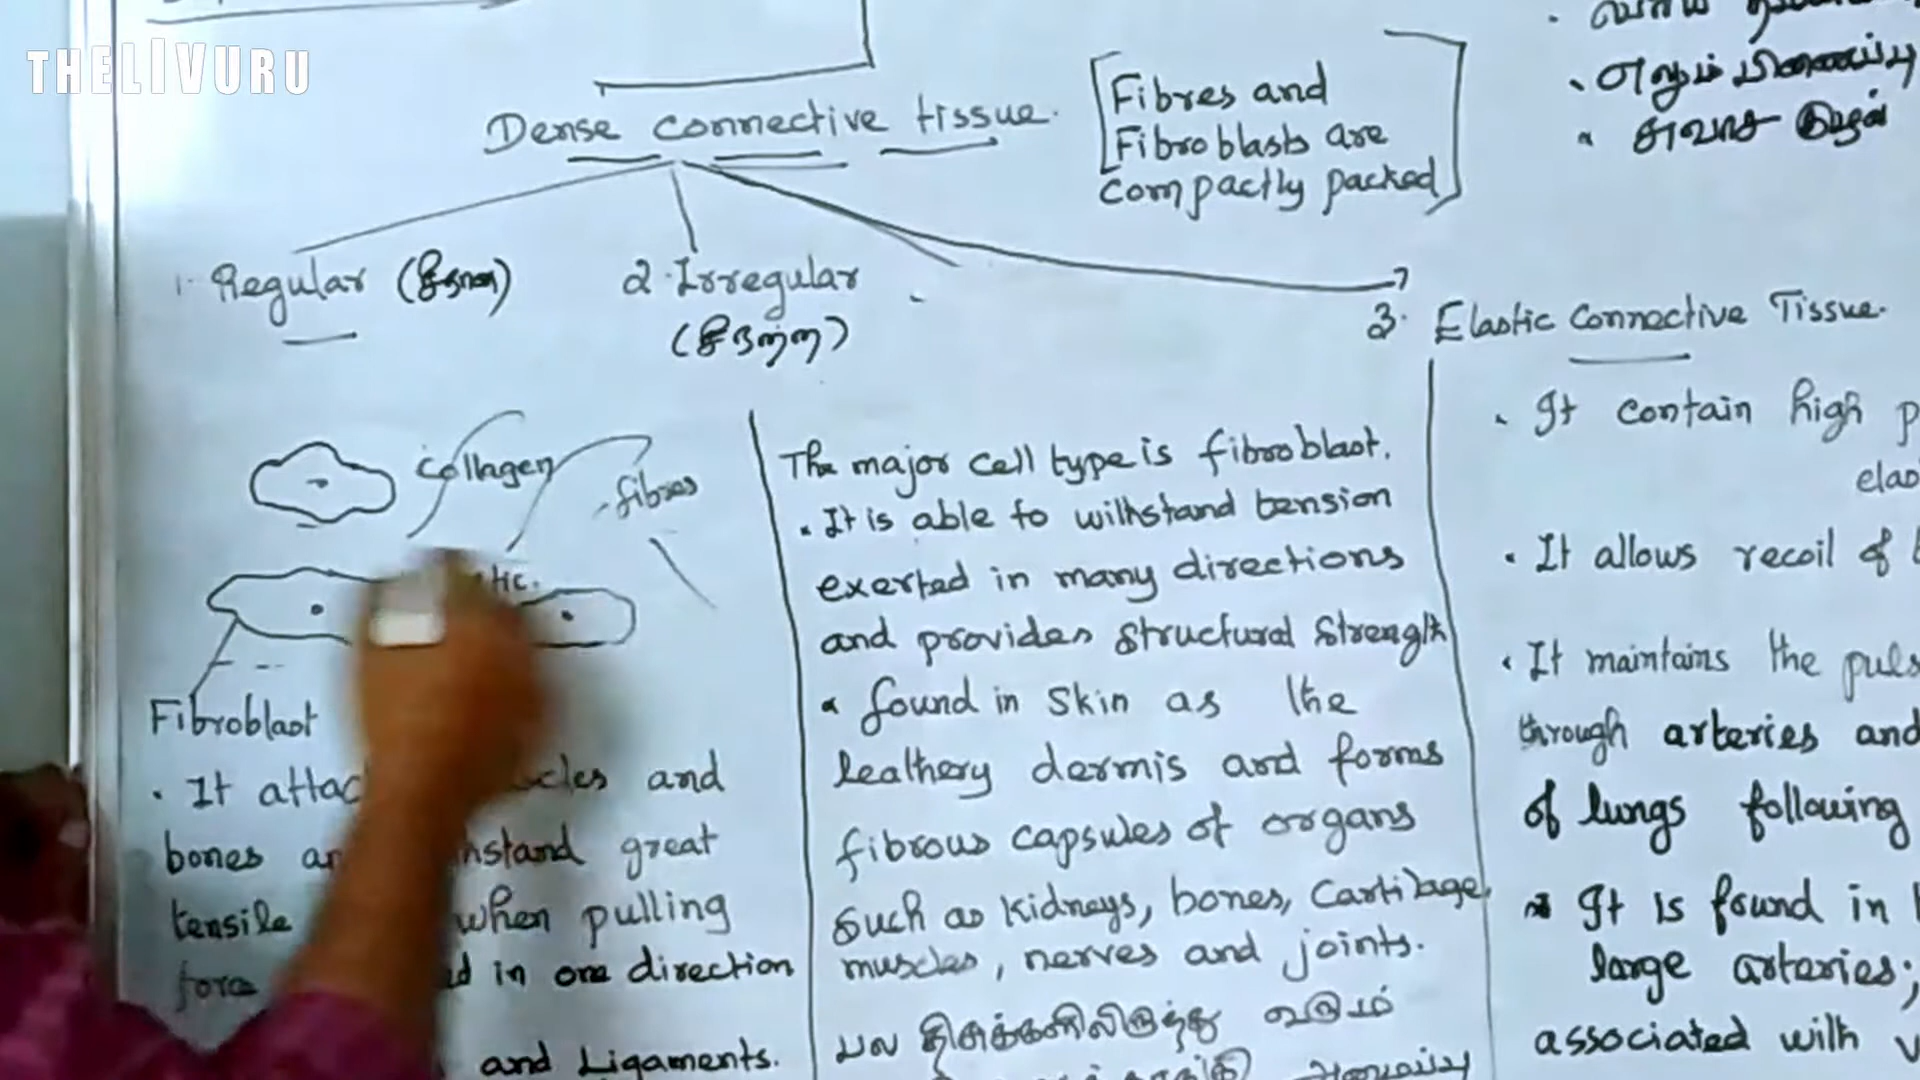 THELIVURU
Dense connective tissue.
[Fibres and
Fibroblasts are
compactly packed]
1. Regular (சீரான)
2. Irregular
(சீரற்ற)
3. Elastic Connective Tissue.
collagen
fibres
Fibroblast
. It and
bones great
tensile when pulling
in one direction
and Ligaments.
The major cell type is fibroblast.
. It is able to withstand tension
exerted in many directions
and provides structural strength
. found in skin as the
leathery dermis and forms
fibrous capsules of organs
such as kidneys, bones, cartilage,
muscles, nerves and joints.
பல திசைகளிலிருந்து வரும்
. It contain high
. It allows recoil of
. It maintains the
through arteries and
of lungs following
. It is found in
large arteries;
associated with